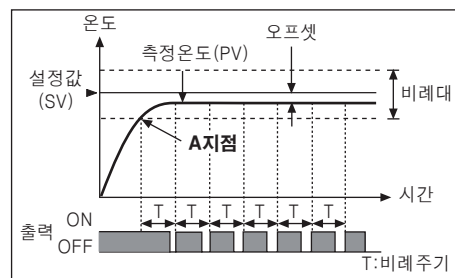 온도
오프셋
측정온도(PV)
설정값
(SV)
비례대
A지점
시간
T T T T T T
출력 ON
OFF
T:비례주기